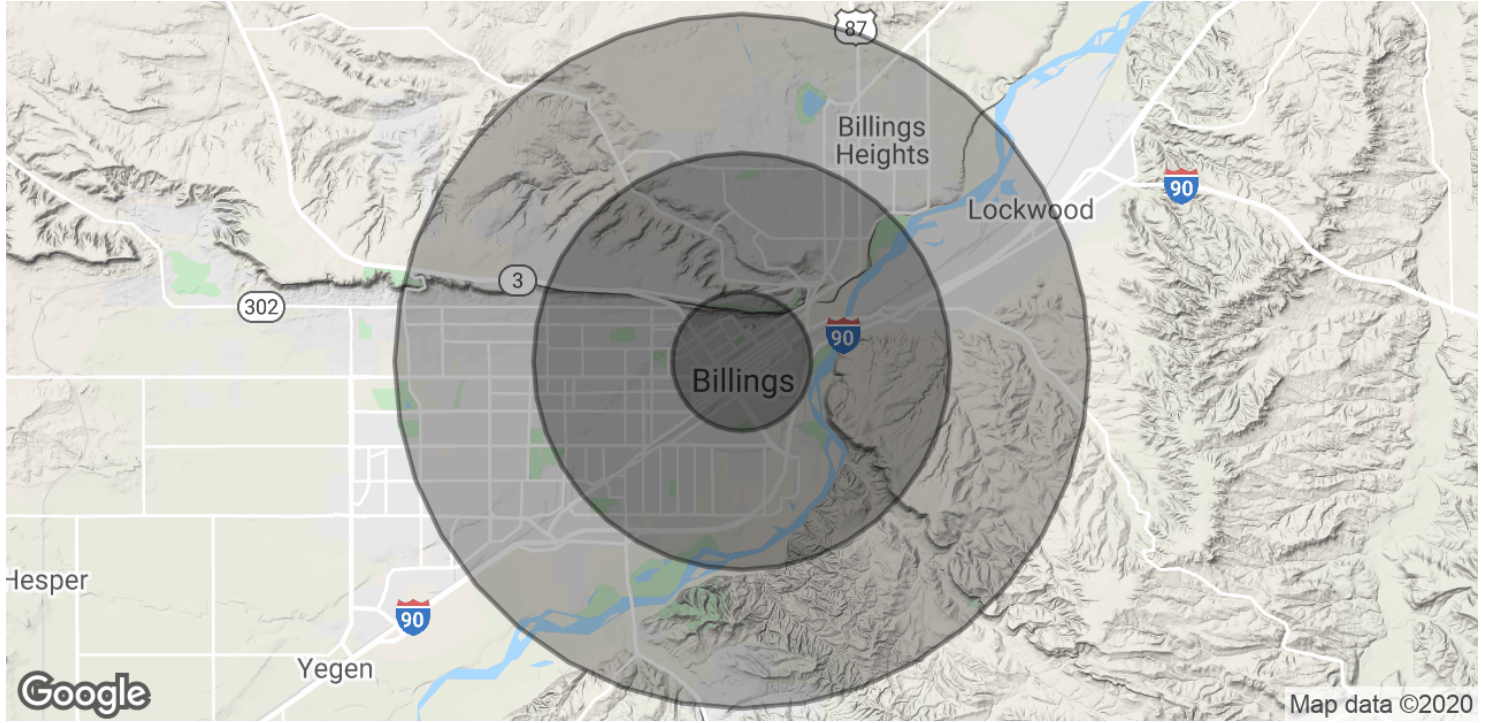 87
Billings
Heights
90
Lockwood
3
302
90
Billings
Hesper
90
Yegen
Google
Map data ©2020